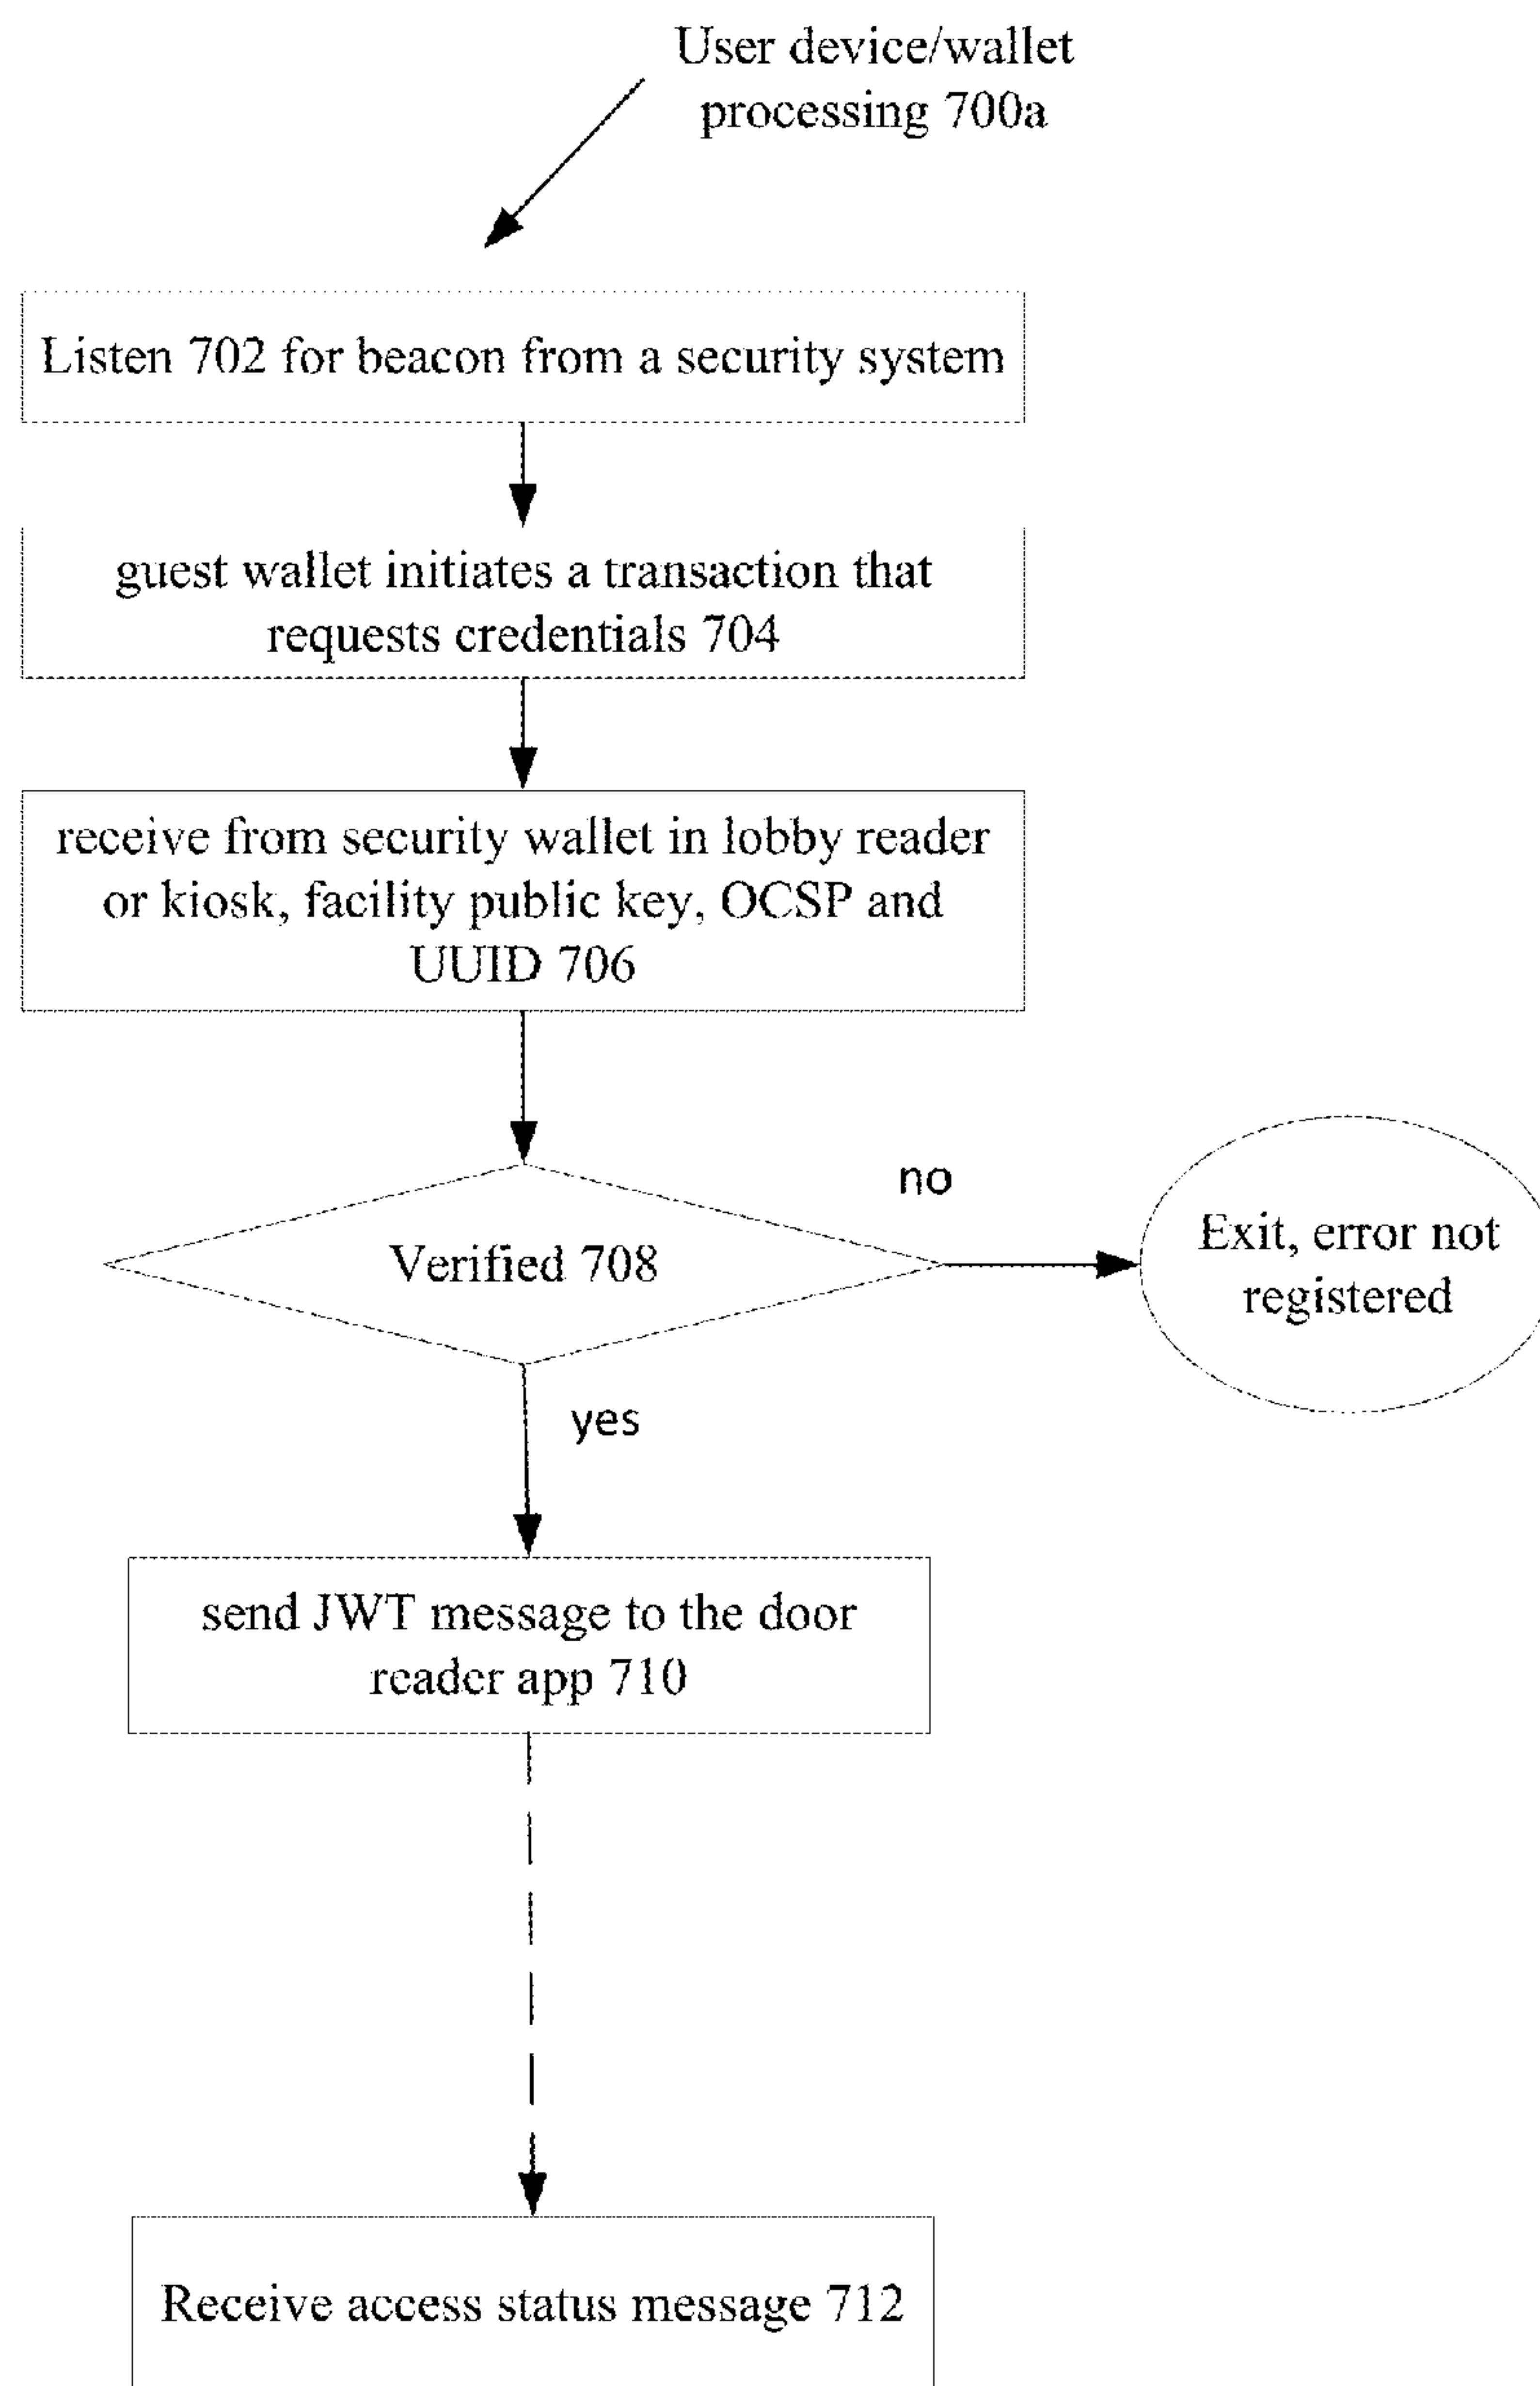 User device/wallet
processing 700a
Listen 702 for beacon from a security system
guest wallet initiates a transaction that
requests credentials 704
receive from security wallet in lobby reader
or kiosk, facility public key, OCSP and
UUID 706
Verified 708
no
Exit, error not
registered
yes
send JWT message to the door
reader app 710
Receive access status message 712